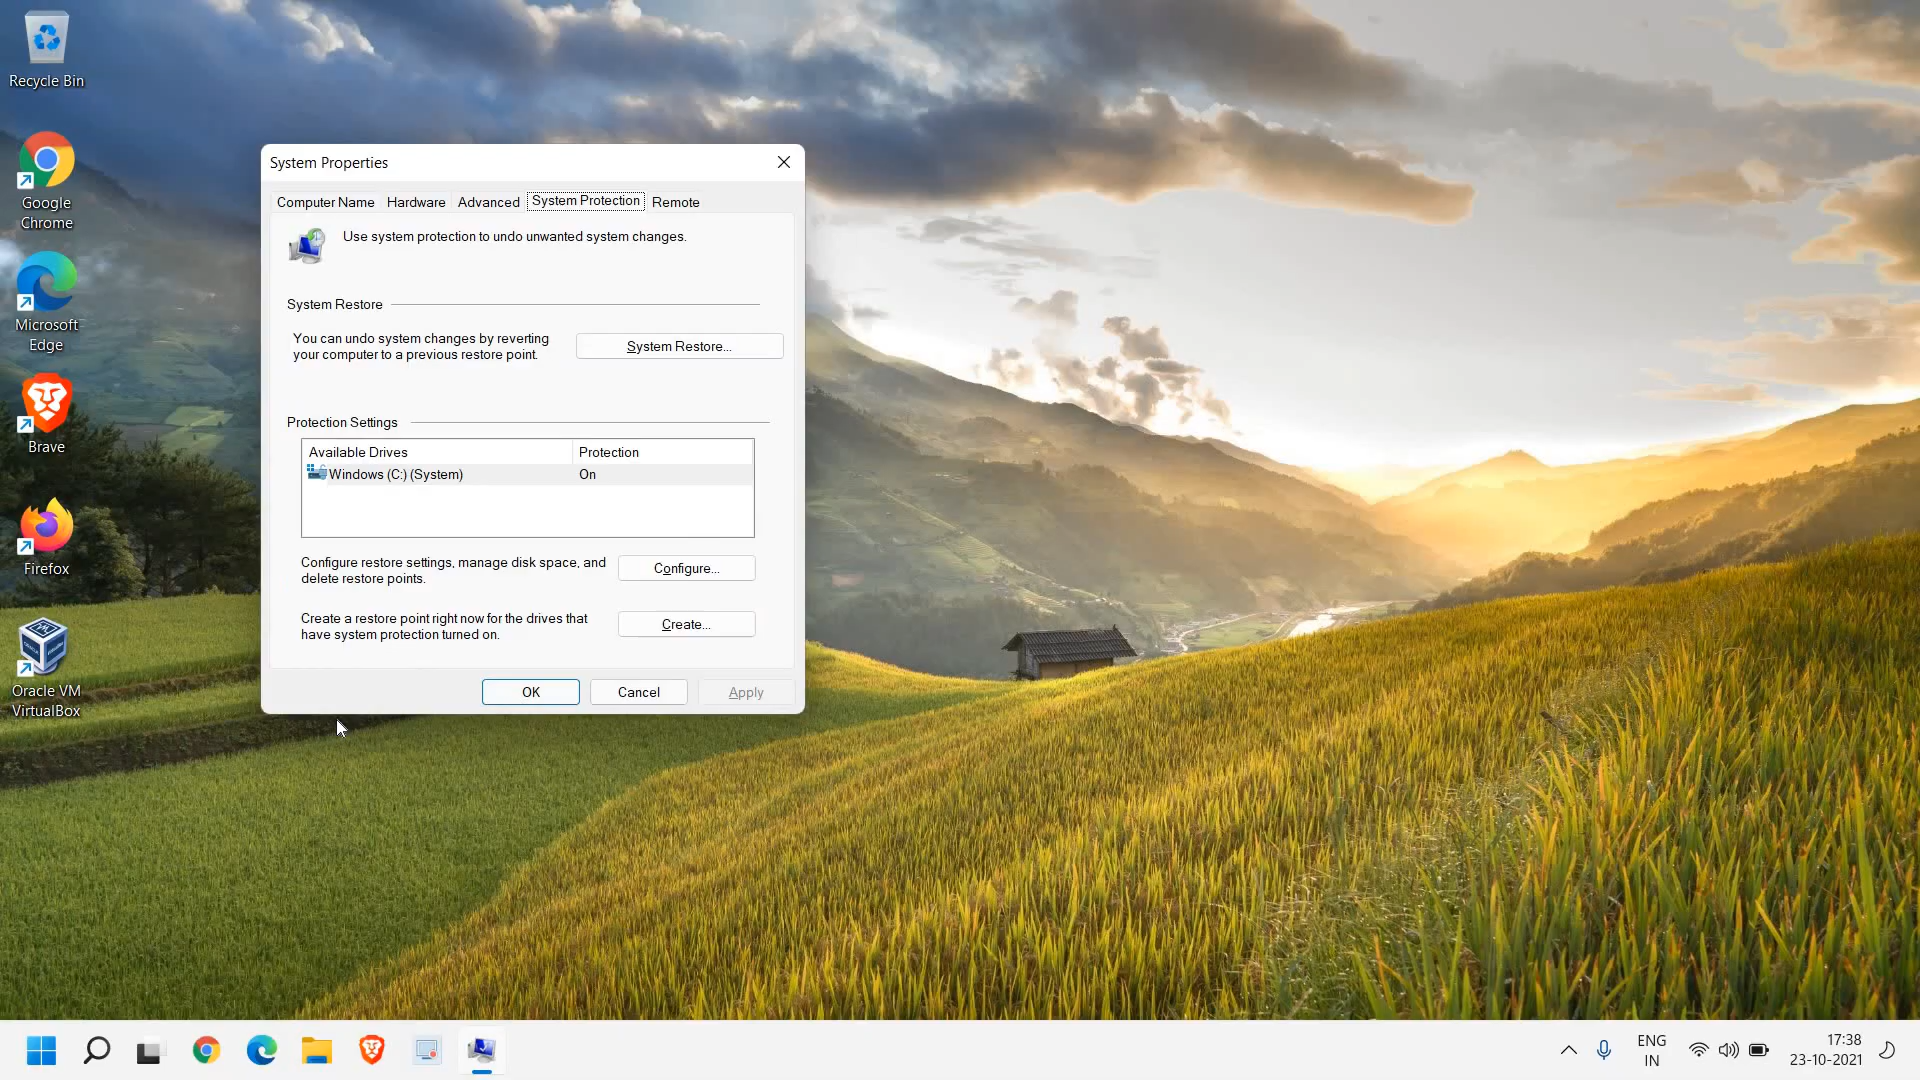 Recycle Bin
Google
Chrome
Microsoft
Edge
Brave
Firefox
Oracle VM
VirtualBox
System Properties
Computer Name Hardware Advanced System Protection Remote
Use system protection to undo unwanted system changes.
System Restore
You can undo system changes by reverting
your computer to a previous restore point.
System Restore...
Protection Settings
Available Drives Protection
Windows (C:) (System) On
Configure restore settings, manage disk space, and
delete restore points.
Configure...
Create a restore point right now for the drives that
have system protection turned on.
Create...
OK Cancel Apply
ENG
IN
17:38
23-10-2021